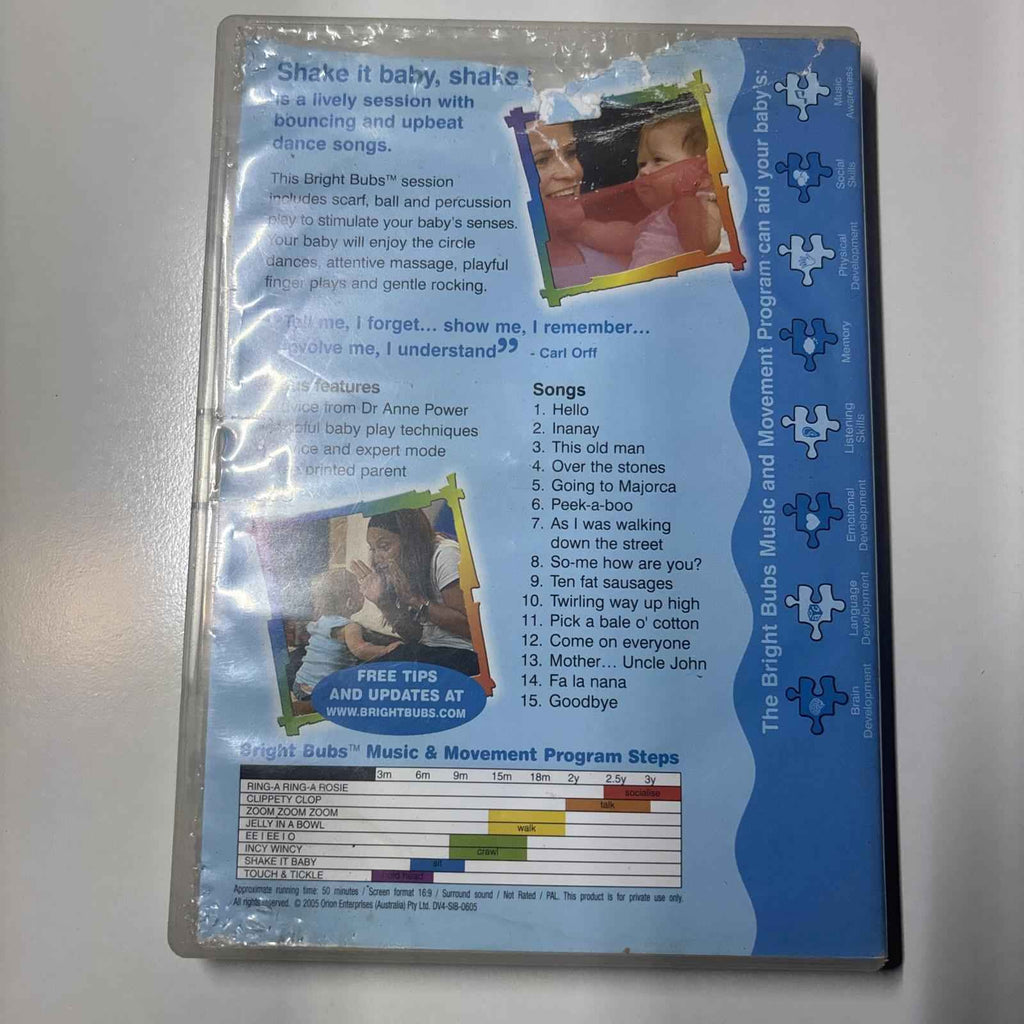 Shake it baby, shake
is a lively session with
bouncing and upbeat
dance songs.
This Bright Bubs™ session
includes scarf, ball and percussion
play to stimulate your baby's senses.
Your baby will enjoy the circle
dances, attentive massage, playful
finger plays and gentle rocking.
“Tell me, I forget... show me, I remember...
me, I understand” - Carl Orff
features
from Dr Anne Power
baby play techniques
and expert mode
printed parent
FREE TIPS
AND UPDATES AT
WWW.BRIGHTBUBS.COM
Songs
1. Hello
2. Inanay
3. This old man
4. Over the stones
5. Going to Majorca
6. Peek-a-boo
7. As I was walking
down the street
8. So-me how are you?
9. Ten fat sausages
10. Twirling way up high
11. Pick a bale o' cotton
12. Come on everyone
13. Mother... Uncle John
14. Fa la nana
15. Goodbye
Bright Bubs™ Music & Movement Program Steps
3m 6m 9m 15m 18m 2y 2.5y 3y
RING-A RING-A ROSIE socialise
CLIPPETY CLOP talk
ZOOM ZOOM ZOOM
JELLY IN A BOWL walk
EE I EE I O
INCY WINCY crawl
SHAKE IT BABY sit
TOUCH & TICKLE hold head
Approximate running time: 50 minutes / Screen format 16:9 / Surround sound / Not Rated / PAL. This product is for private use only.
All rights reserved. © 2005 Orion Enterprises (Australia) Pty Ltd. DV4-SIB-0605
The Bright Bubs Music and Movement Program can aid your baby's:
Music
Awareness
Social
Skills
Physical
Development
Memory
Listening
Skills
Emotional
Development
Language
Development
Brain
Development